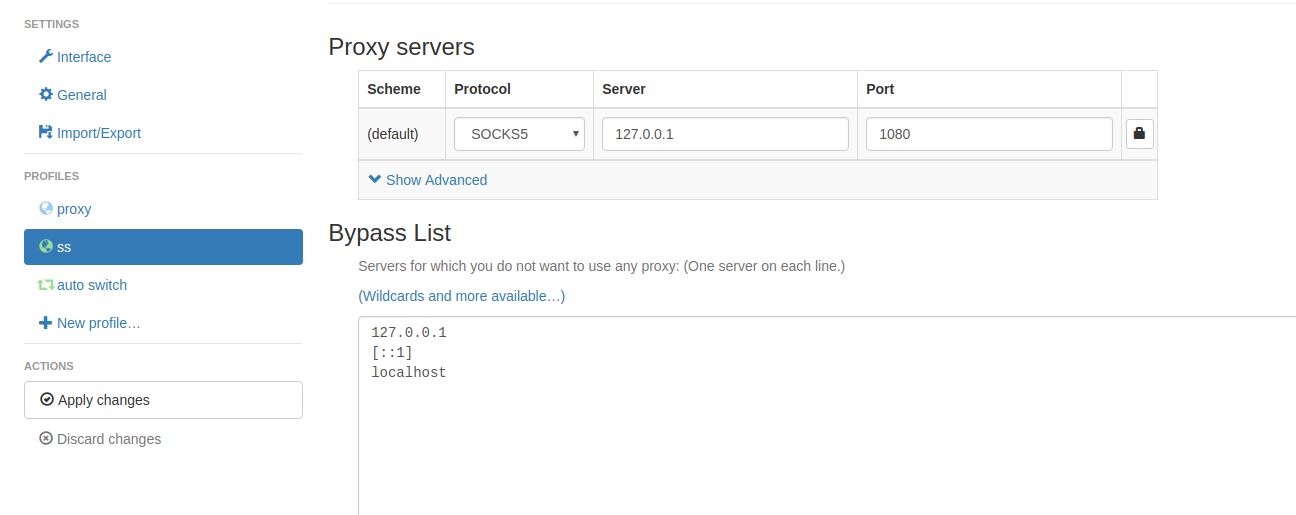 SETTINGS
Interface
General
Import/Export
PROFILES
proxy
ss
auto switch
New profile…
ACTIONS
Apply changes
Discard changes
Proxy servers
Scheme Protocol Server Port
(default) SOCKS5 127.0.0.1 1080
Show Advanced
Bypass List
Servers for which you do not want to use any proxy: (One server on each line.)
(Wildcards and more available…)
127.0.0.1
[::1]
localhost